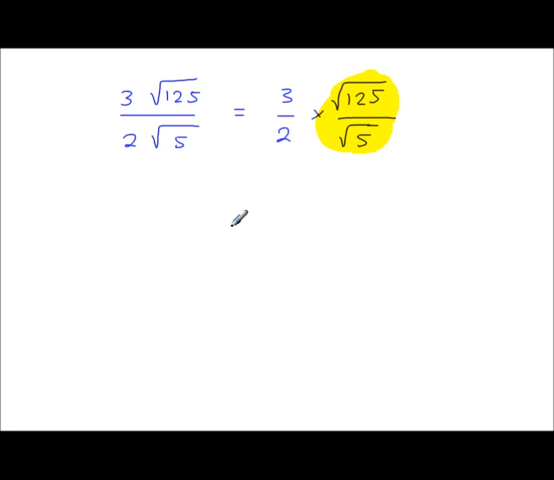 3 √125 / 2 √5 = 3/2 × √125 / √5